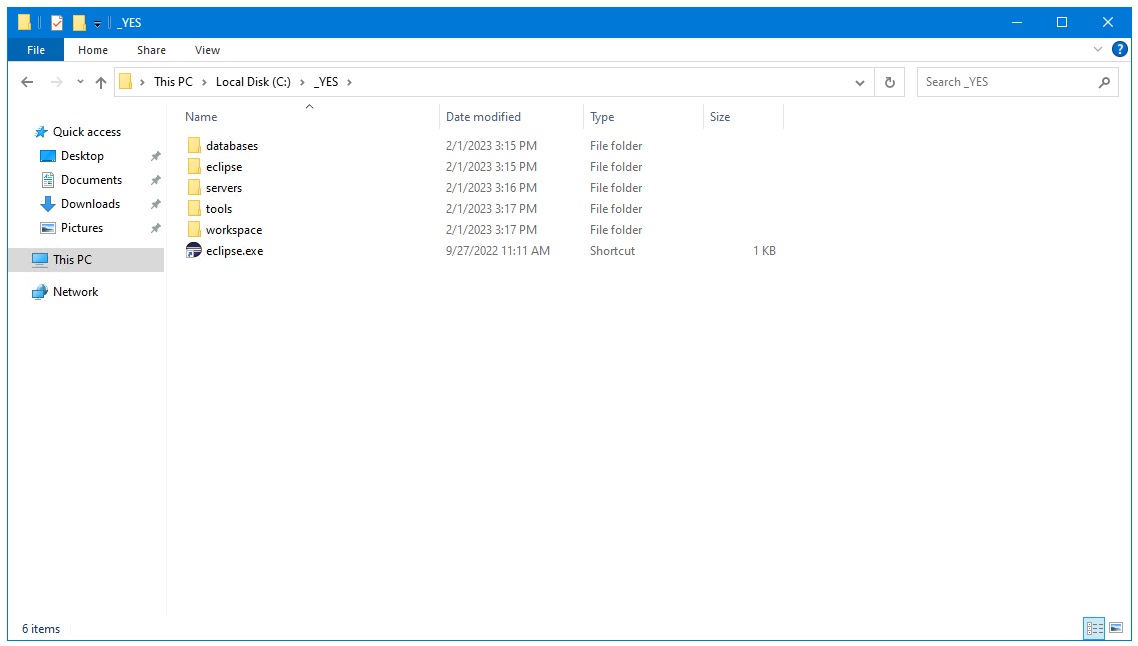 _YES
File Home Share View
This PC Local Disk (C:) _YES
Search _YES
Name Date modified Type Size
Quick access
Desktop
Documents
Downloads
Pictures
This PC
Network
databases 2/1/2023 3:15 PM File folder
eclipse 2/1/2023 3:15 PM File folder
servers 2/1/2023 3:16 PM File folder
tools 2/1/2023 3:17 PM File folder
workspace 2/1/2023 3:17 PM File folder
eclipse.exe 9/27/2022 11:11 AM Shortcut 1 KB
6 items